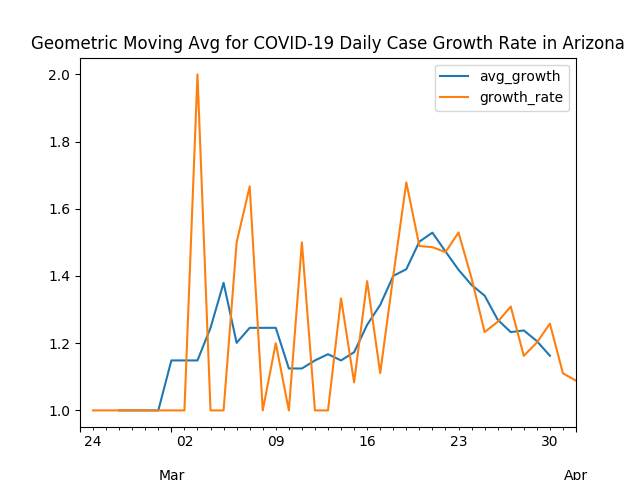 Geometric Moving Avg for COVID-19 Daily Case Growth Rate in Arizona
avg_growth
growth_rate
2.0
1.8
1.6
1.4
1.2
1.0
24 02 09 16 23 30
Mar Apr